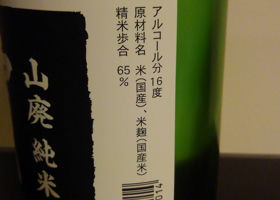 アルコール分16度
原材料名 米(国産)、米麹(国産米)
精米歩合 65%
山廃純米
014